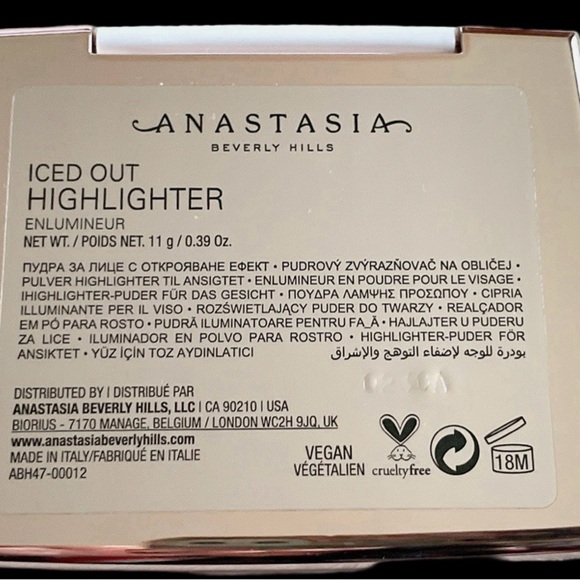 ANASTASIA
BEVERLY HILLS
ICED OUT
HIGHLIGHTER
ENLUMINEUR
NET WT. / POIDS NET. 11 g / 0.39 Oz.
ПУДРА ЗА ЛИЦЕ С ОТКРОЯВАНЕ ЕФЕКТ • PUDROVÝ ZVÝRAZŇOVAČ NA OBLIČEJ •
PULVER HIGHLIGHTER TIL ANSIGTET • ENLUMINEUR EN POUDRE POUR LE VISAGE •
IHIGHLIGHTER-PUDER FÜR DAS GESICHT • ΠΟΥΔΡΑ ΛΑΜΨΗΣ ΠΡΟΣΩΠΟΥ • CIPRIA
ILLUMINANTE PER IL VISO • ROZŚWIETLAJĄCY PUDER DO TWARZY • REALÇADOR
EM PÓ PARA ROSTO • PUDRĂ ILUMINATOARE PENTRU FA_Ă • HAJLAJTER U PUDERU
ZA LICE • ILUMINADOR EN POLVO PARA ROSTRO • HIGHLIGHTER-PUDER FÖR
ANSIKTET • YÜZ İÇİN TOZ AYDINLATICI بودرة للوجه لإضفاء التوهج والإشراق
DISTRIBUTED BY I DISTRIBUÉ PAR
ANASTASIA BEVERLY HILLS, LLC | CA 90210 | USA
BIORIUS - 7170 MANAGE, BELGIUM / LONDON WC2H 9JQ, UK
www.anastasiabeverlyhills.com
MADE IN ITALY/FABRIQUÉ EN ITALIE
ABH47-00012
VEGAN
VÉGÉTALIEN
crueltyfree
18M